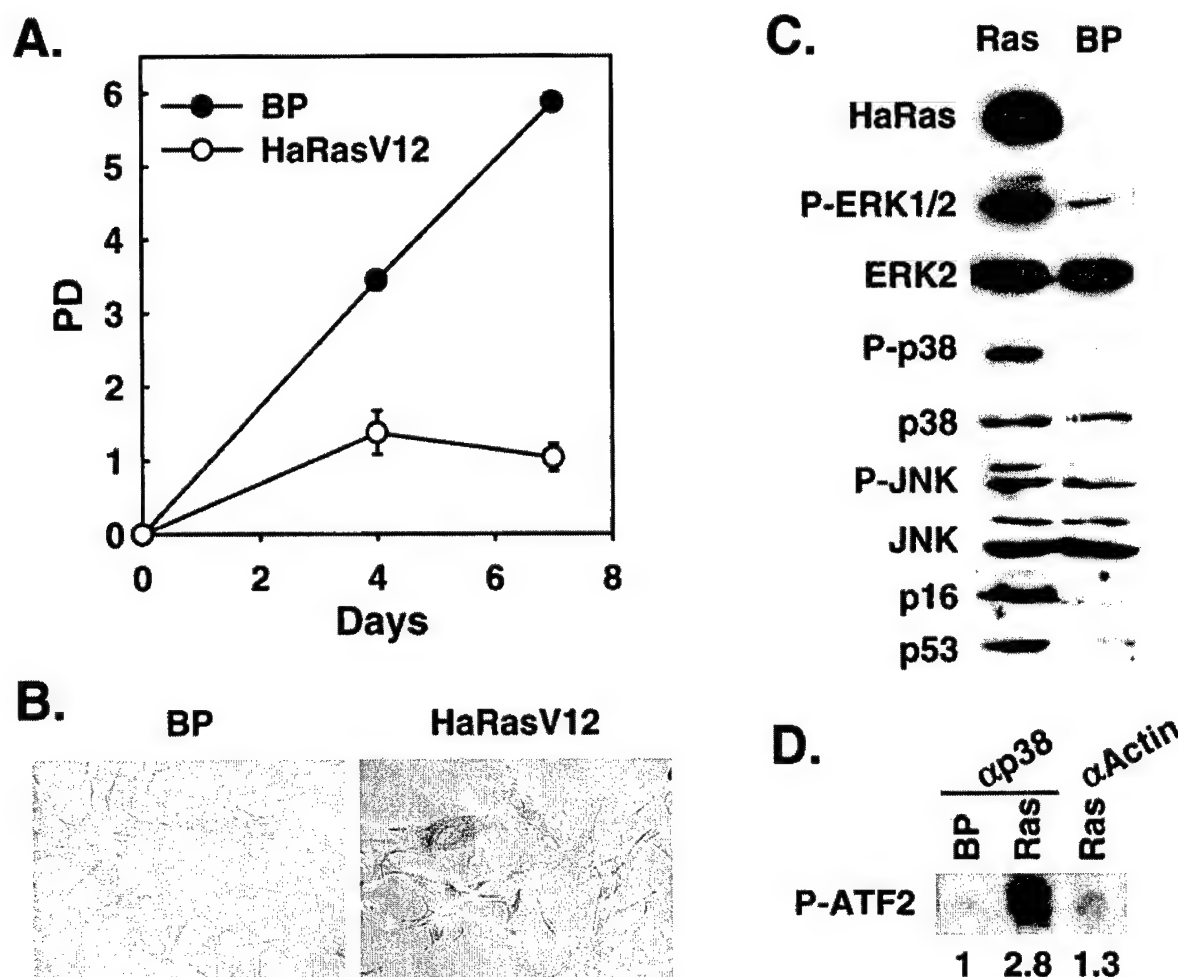 A.
BP
HaRasV12
6
5
4
3
2
1
0
PD
0 2 4 6 8
Days
B.
BP HaRasV12
C.
Ras BP
HaRas
P-ERK1/2
ERK2
P-p38
p38
P-JNK
JNK
p16
p53
D.
αp38 αActin
BP Ras Ras
P-ATF2
1 2.8 1.3